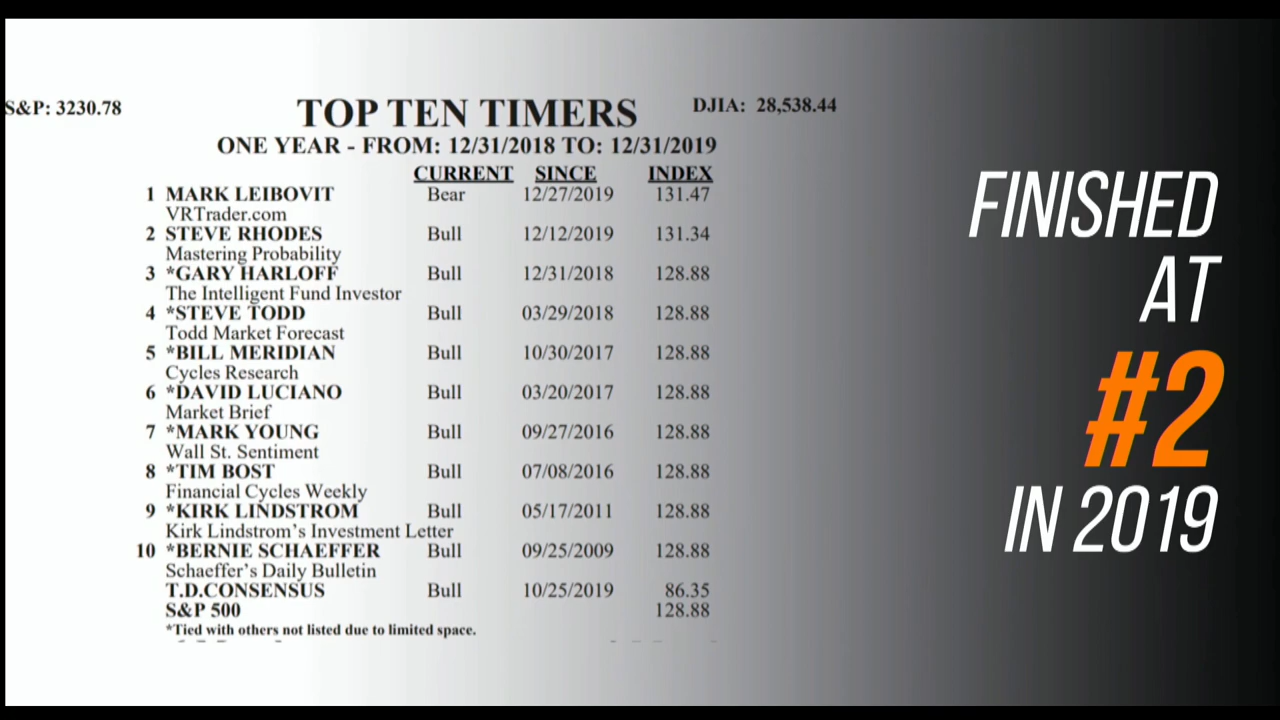 S&P: 3230.78
TOP TEN TIMERS
DJIA: 28,538.44
ONE YEAR - FROM: 12/31/2018 TO: 12/31/2019
CURRENT SINCE INDEX
1 MARK LEIBOVIT Bear 12/27/2019 131.47
VRTrader.com
2 STEVE RHODES Bull 12/12/2019 131.34
Mastering Probability
3 *GARY HARLOFF Bull 12/31/2018 128.88
The Intelligent Fund Investor
4 *STEVE TODD Bull 03/29/2018 128.88
Todd Market Forecast
5 *BILL MERIDIAN Bull 10/30/2017 128.88
Cycles Research
6 *DAVID LUCIANO Bull 03/20/2017 128.88
Market Brief
7 *MARK YOUNG Bull 09/27/2016 128.88
Wall St. Sentiment
8 *TIM BOST Bull 07/08/2016 128.88
Financial Cycles Weekly
9 *KIRK LINDSTROM Bull 05/17/2011 128.88
Kirk Lindstrom's Investment Letter
10 *BERNIE SCHAEFFER Bull 09/25/2009 128.88
Schaeffer's Daily Bulletin
T.D.CONSENSUS Bull 10/25/2019 86.35
S&P 500 128.88
*Tied with others not listed due to limited space.
FINISHED
AT
#2
IN 2019